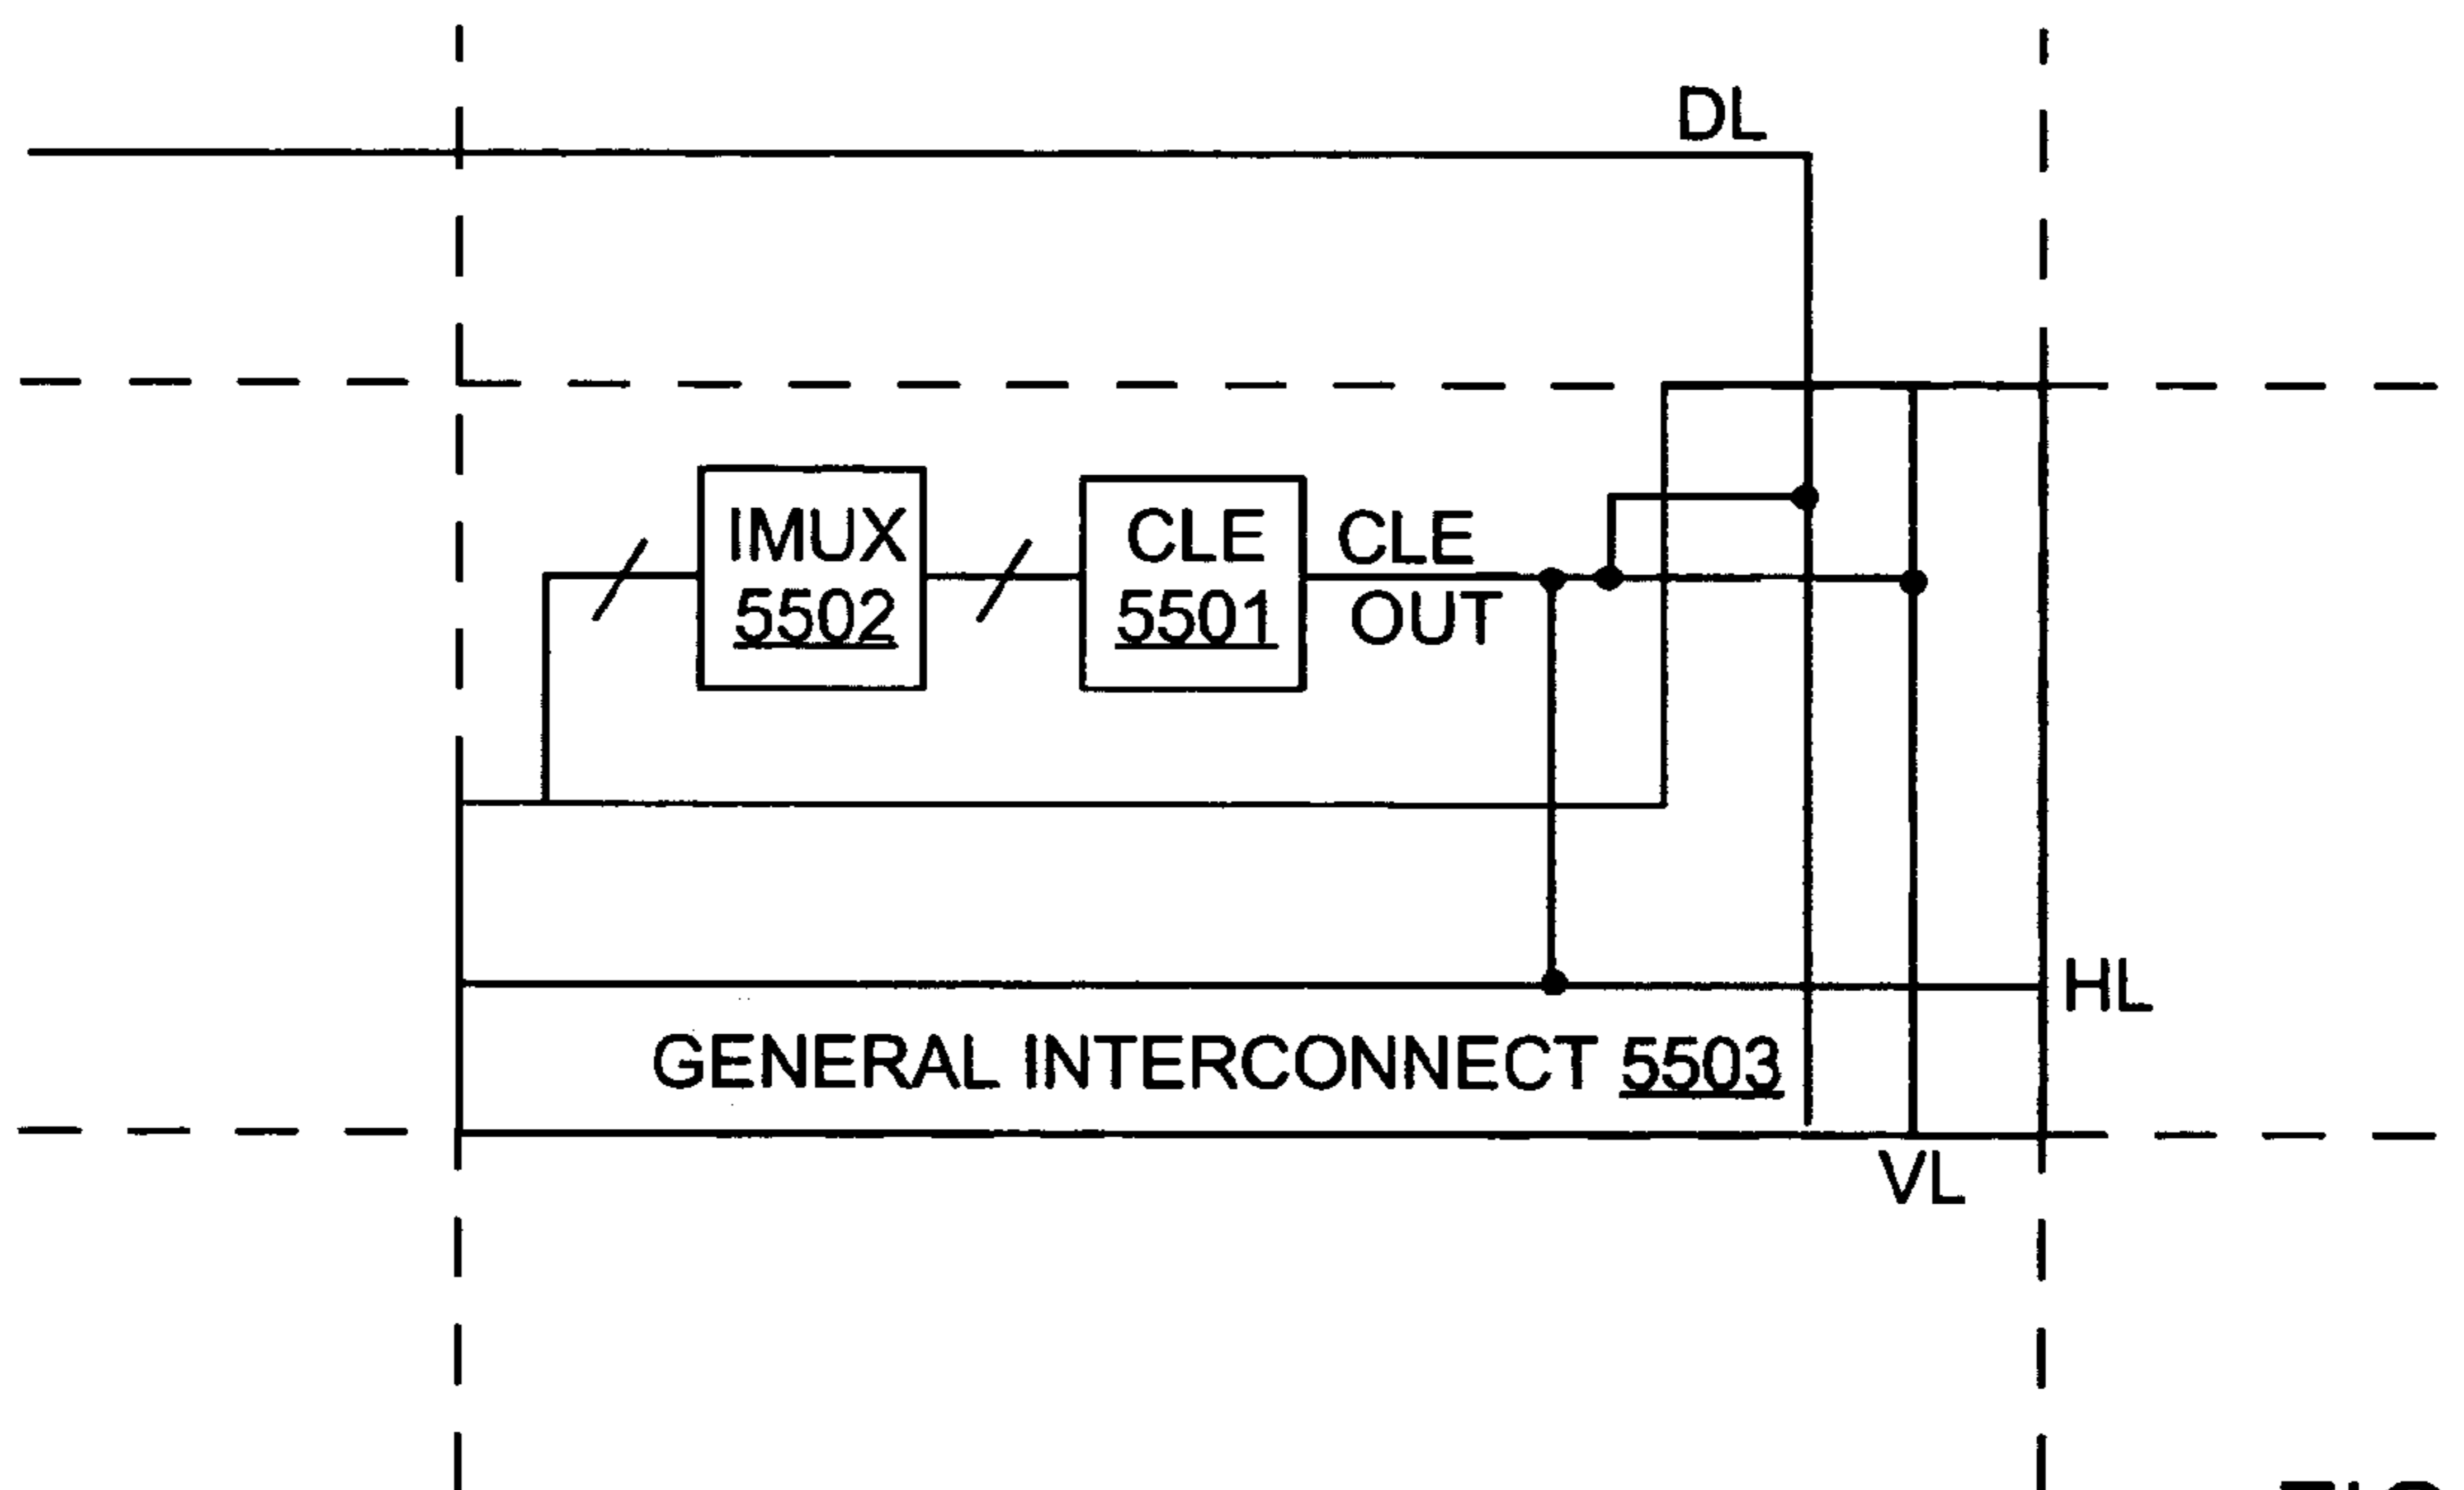 DL
IMUX
5502
CLE
5501
CLE
OUT
HL
GENERAL INTERCONNECT 5503
VL